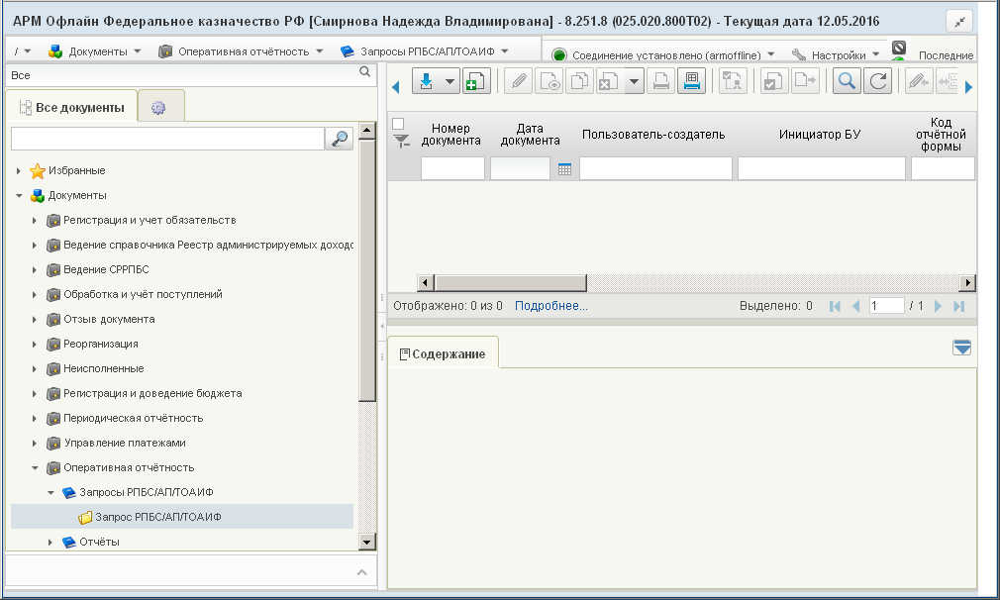 АРМ Офлайн Федеральное казначество РФ [Смирнова Надежда Владимировна] - 8.251.8 (025.020.800Т02) - Текущая дата 12.05.2016
/ Документы Оперативная отчётность Запросы РПБС/АП/ТОАИФ Соединение установлено (armoffline) Настройки Последние
Все
Все документы
Избранные
Документы
Регистрация и учет обязательств
Ведение справочника Реестр администрируемых доходс
Ведение СРРПБС
Обработка и учёт поступлений
Отзыв документа
Реорганизация
Неисполненные
Регистрация и доведение бюджета
Периодическая отчётность
Управление платежами
Оперативная отчётность
Запросы РПБС/АП/ТОАИФ
Запрос РПБС/АП/ТОАИФ
Отчёты
Номер документа
Дата документа
Пользователь-создатель
Инициатор БУ
Код отчётной формы
Отображено: 0 из 0 Подробнее... Выделено: 0 1 / 1
Содержание